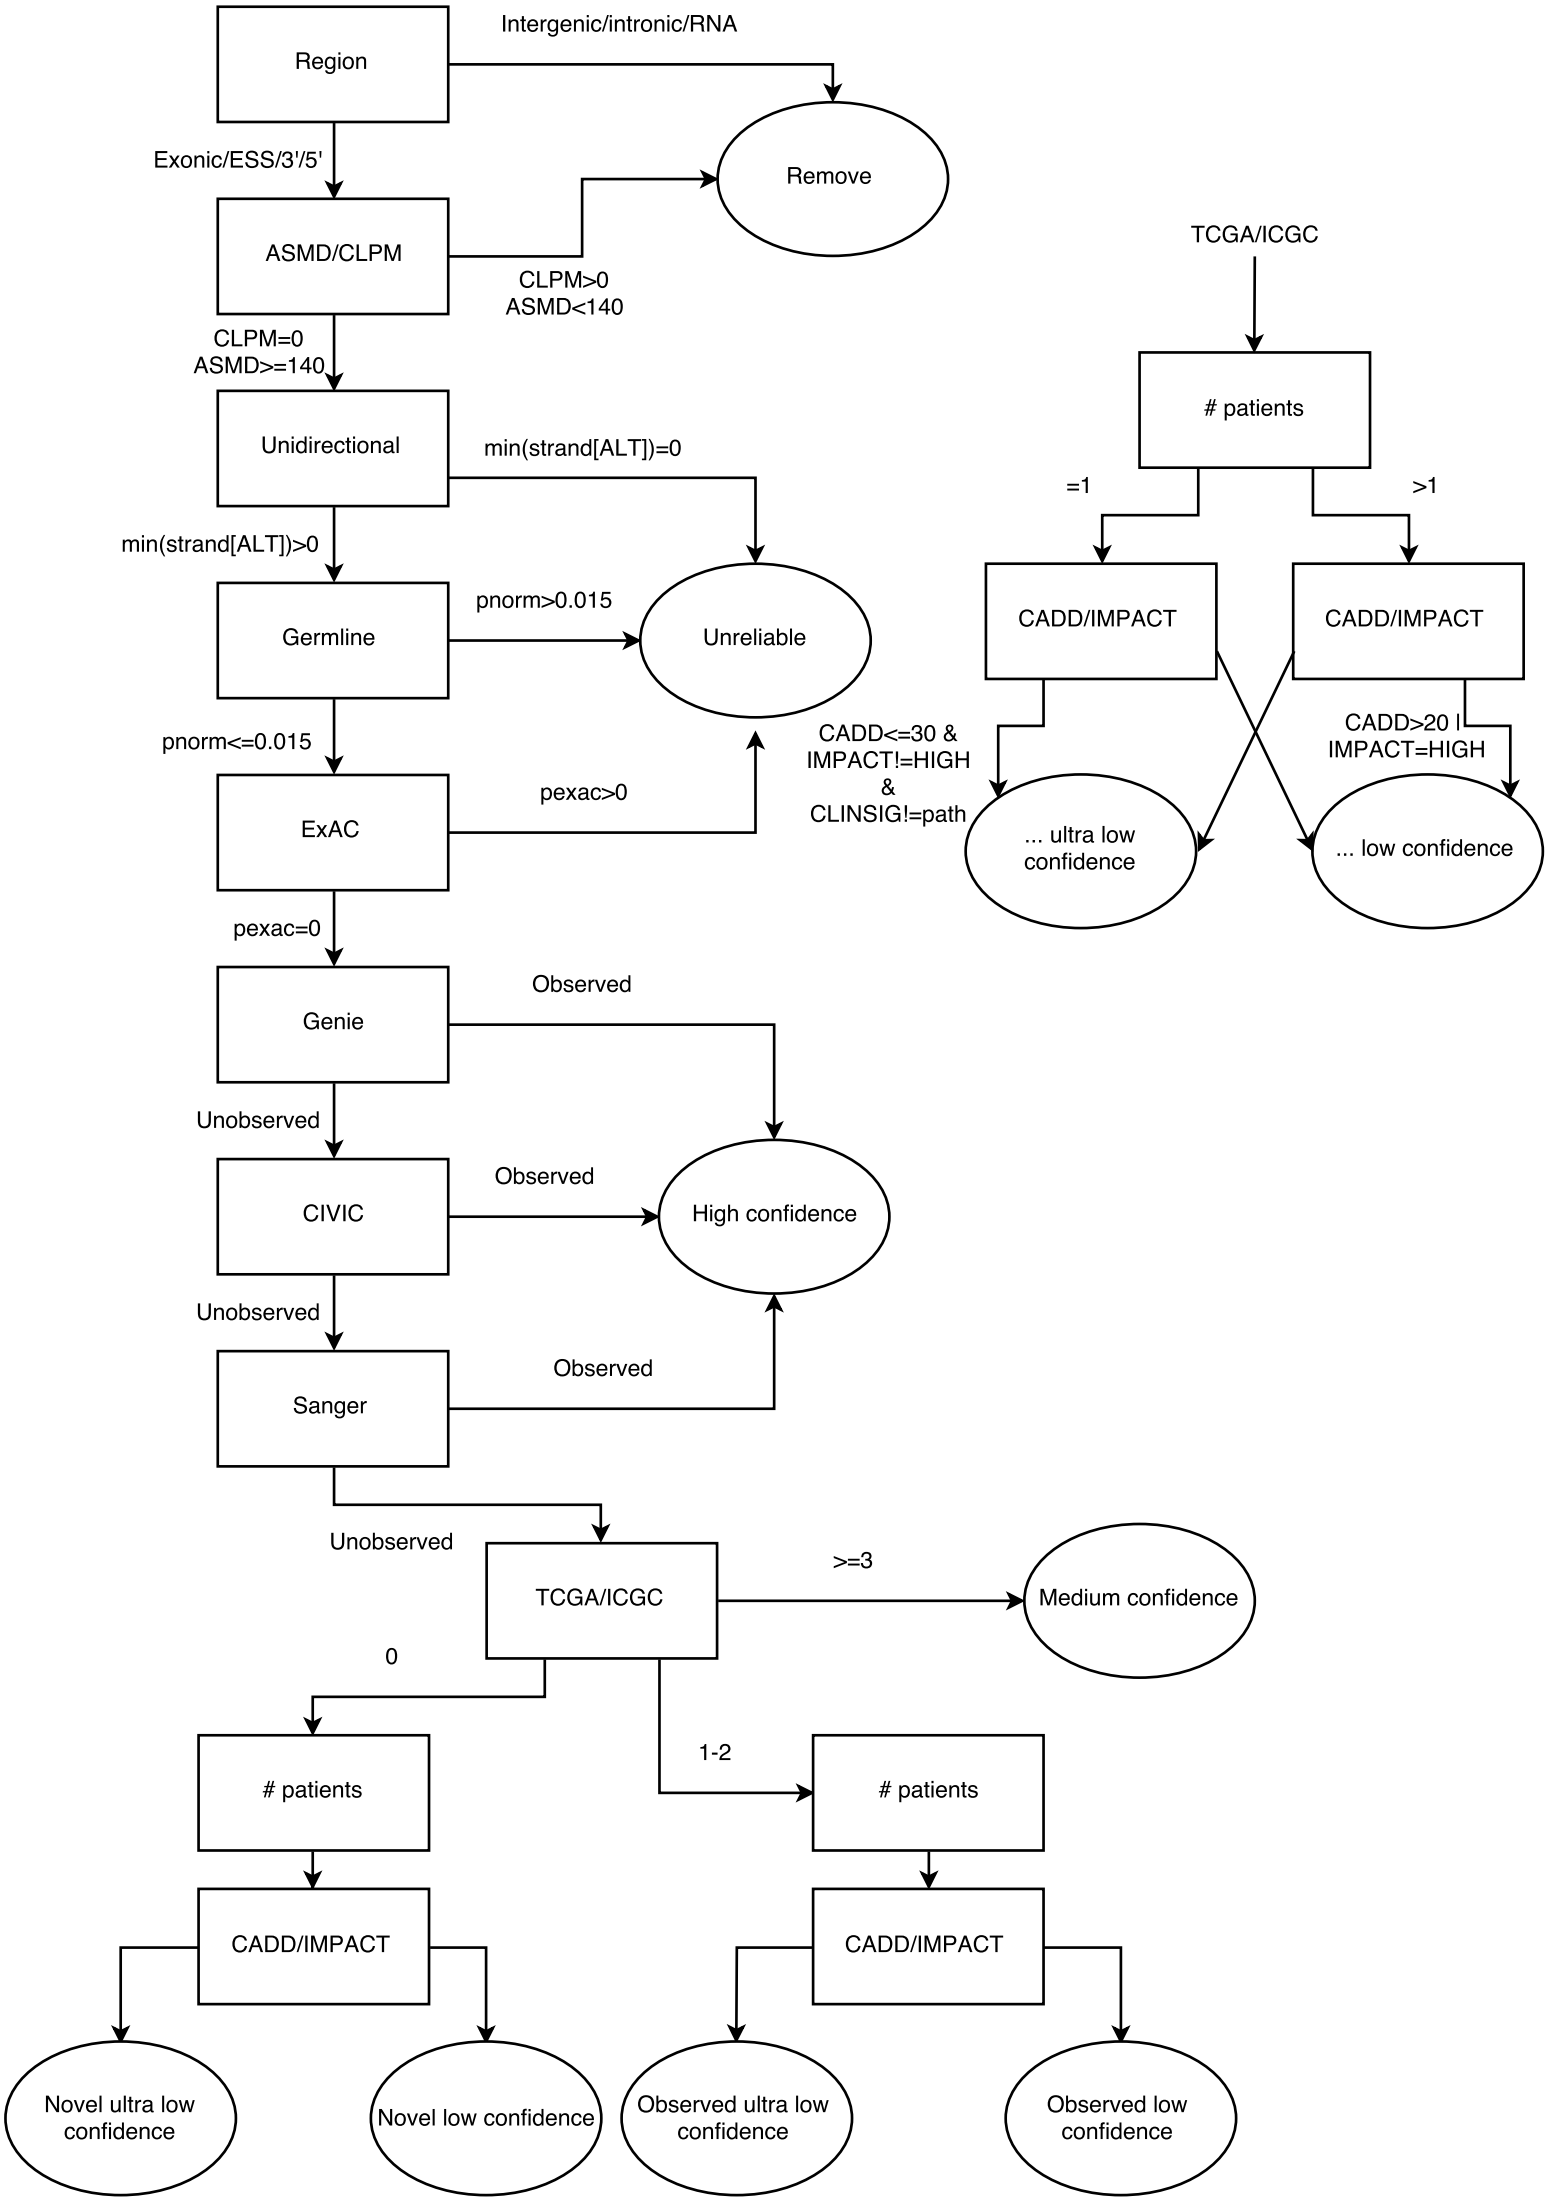 Intergenic/intronic/RNA
Region
Exonic/ESS/3'/5'
Remove
ASMD/CLPM
CLPM>0
ASMD<140
CLPM=0
ASMD>=140
Unidirectional
min(strand[ALT])=0
min(strand[ALT])>0
Germline
pnorm>0.015
Unreliable
pnorm<=0.015
ExAC
pexac>0
pexac=0
Genie
Observed
Unobserved
CIVIC
Observed
High confidence
Unobserved
Sanger
Observed
Unobserved
TCGA/ICGC
>=3
Medium confidence
0
1-2
# patients
# patients
CADD/IMPACT
CADD/IMPACT
Novel ultra low
confidence
Novel low confidence
Observed ultra low
confidence
Observed low
confidence
TCGA/ICGC
# patients
=1
>1
CADD/IMPACT
CADD/IMPACT
CADD<=30 &
IMPACT!=HIGH
&
CLINSIG!=path
CADD>20 |
IMPACT=HIGH
... ultra low
confidence
... low confidence